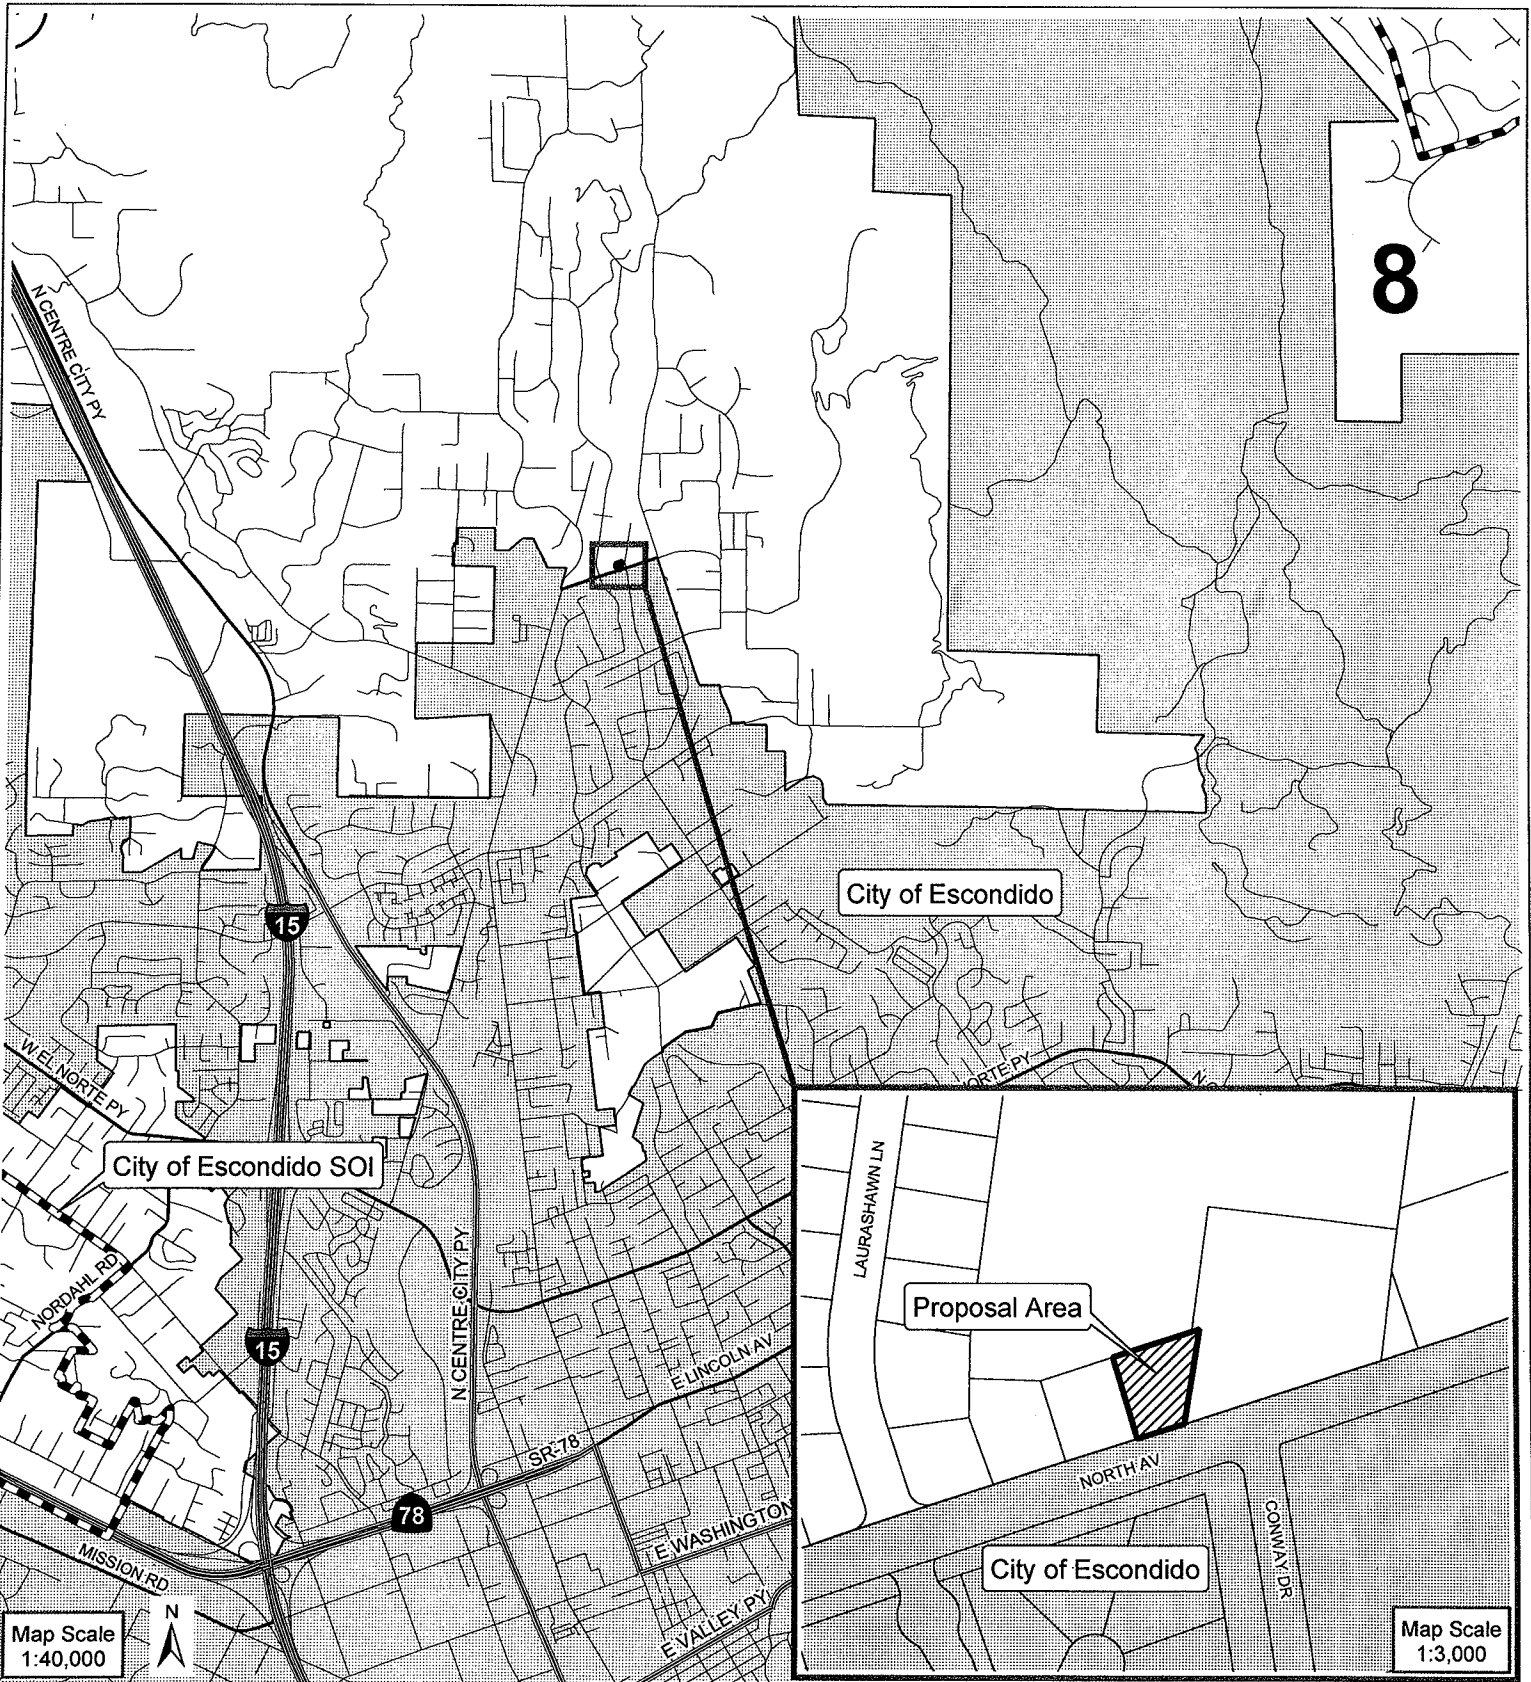 8
N CENTRE CITY PY
City of Escondido
15
W EL NORTE PY
ORTE PY
City of Escondido SOI
NORDAHL RD
15
N CENTRE CITY PY
E LINCOLN AV
SR-78
78
E WASHINGTON
MISSION RD
E VALLEY PY
N
Map Scale
1:40,000
LAURASHAWN LN
Proposal Area
NORTH AV
CONWAY DR
City of Escondido
Map Scale
1:3,000